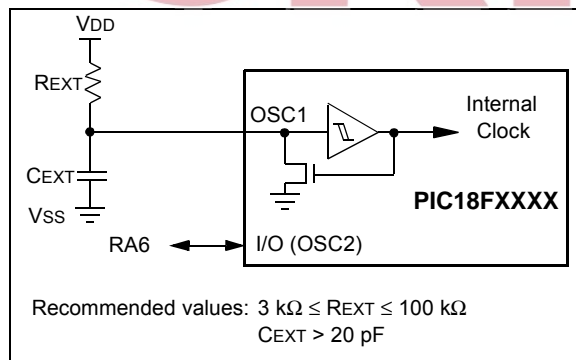 VDD
REXT
OSC1
Internal
Clock
CEXT
PIC18FXXXX
VSS
RA6
I/O (OSC2)
Recommended values: 3 kΩ ≤ REXT ≤ 100 kΩ
CEXT > 20 pF